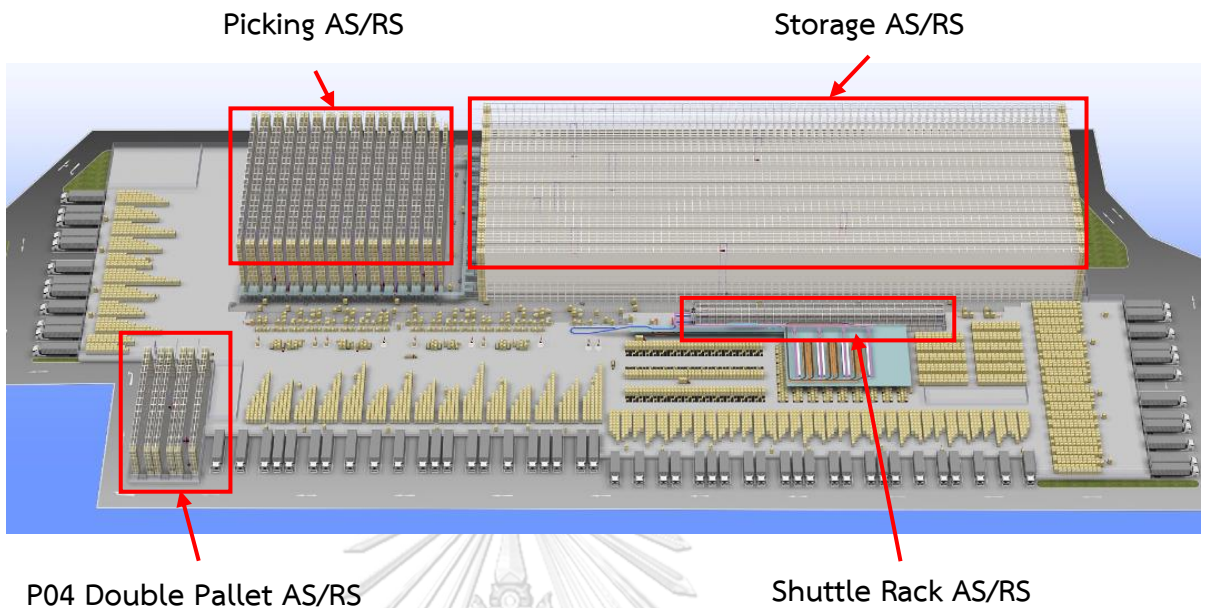 Picking AS/RS
Storage AS/RS
P04 Double Pallet AS/RS
Shuttle Rack AS/RS